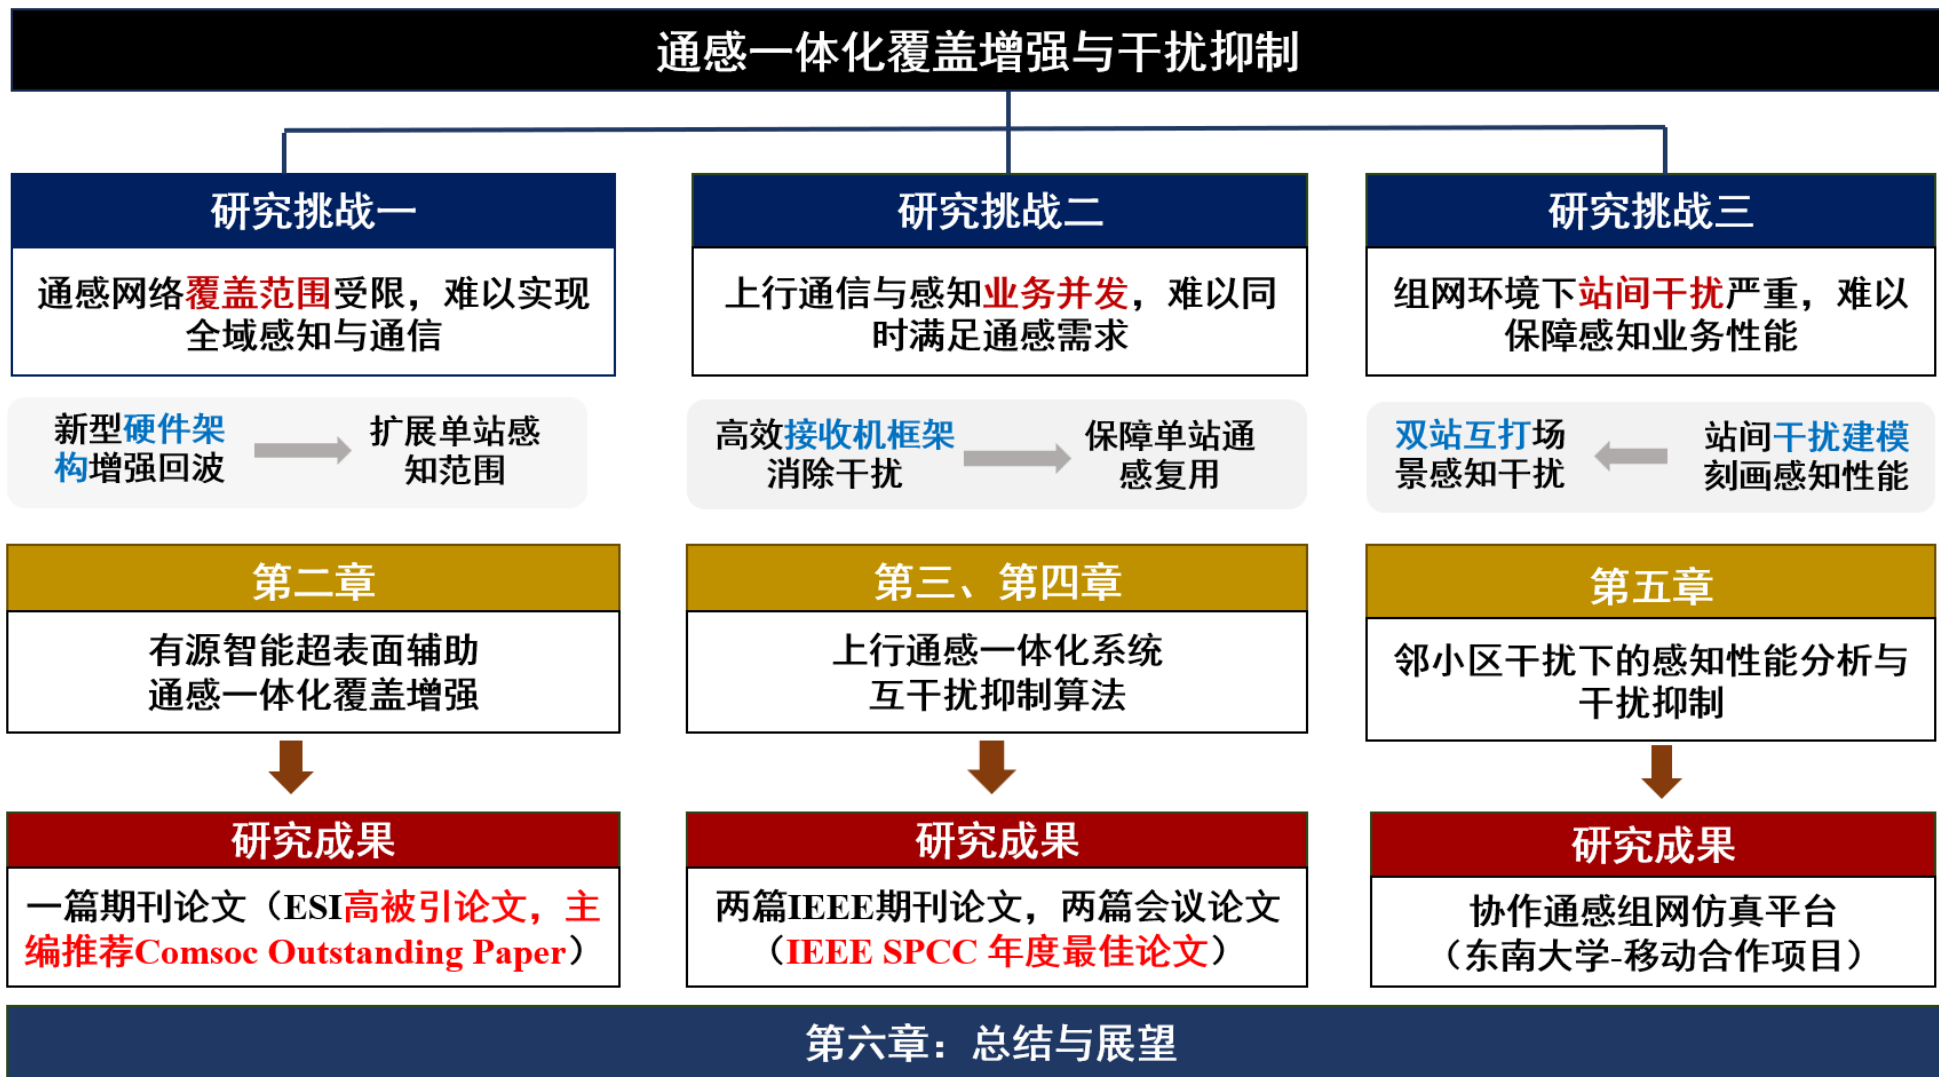 通感一体化覆盖增强与干扰抑制
研究挑战一
通感网络覆盖范围受限，难以实现
全域感知与通信
新型硬件架
构增强回波
扩展单站感
知范围
第二章
有源智能超表面辅助
通感一体化覆盖增强
研究成果
一篇期刊论文（ESI高被引论文，主
编推荐Comsoc Outstanding Paper）
研究挑战二
上行通信与感知业务并发，难以同
时满足通感需求
高效接收机框架
消除干扰
保障单站通
感复用
第三、第四章
上行通感一体化系统
互干扰抑制算法
研究成果
两篇IEEE期刊论文，两篇会议论文
（IEEE SPCC 年度最佳论文）
研究挑战三
组网环境下站间干扰严重，难以
保障感知业务性能
双站互打场
景感知干扰
站间干扰建模
刻画感知性能
第五章
邻小区干扰下的感知性能分析与
干扰抑制
研究成果
协作通感组网仿真平台
（东南大学-移动合作项目）
第六章：总结与展望